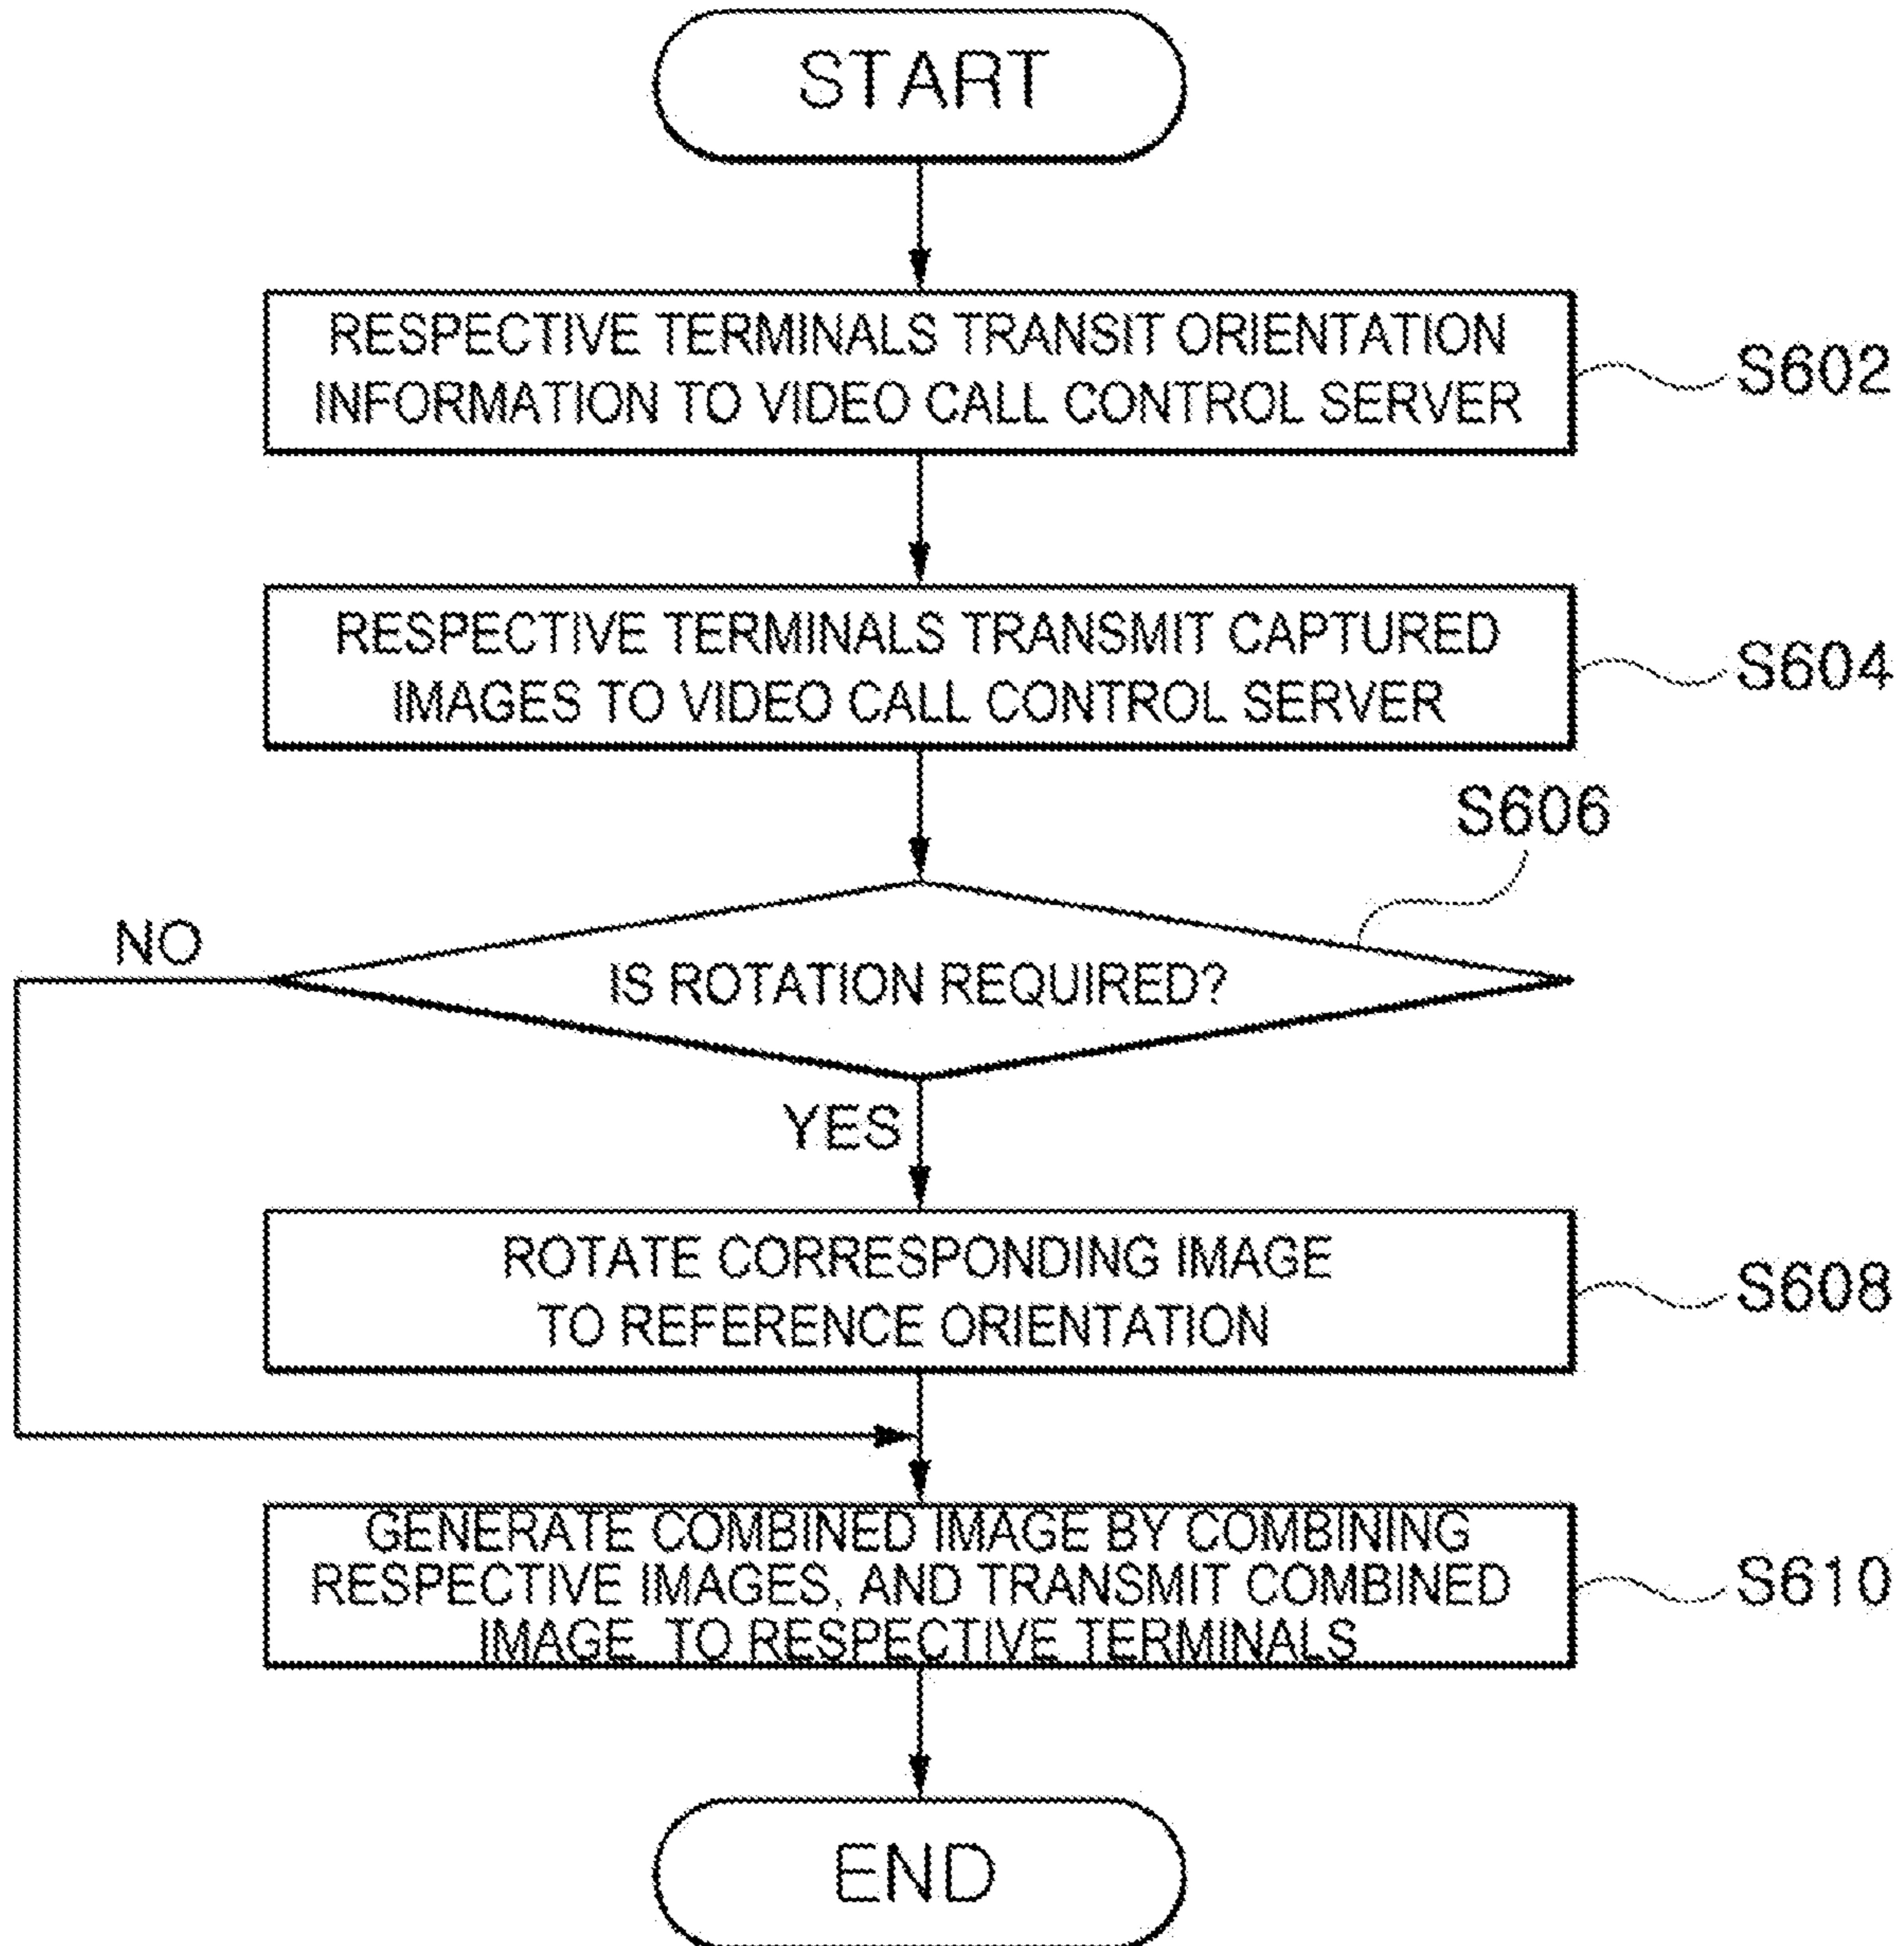 START
RESPECTIVE TERMINALS TRANSIT ORIENTATION
INFORMATION TO VIDEO CALL CONTROL SERVER
S602
RESPECTIVE TERMINALS TRANSMIT CAPTURED
IMAGES TO VIDEO CALL CONTROL SERVER
S604
S606
NO
IS ROTATION REQUIRED?
YES
ROTATE CORRESPONDING IMAGE
TO REFERENCE ORIENTATION
S608
GENERATE COMBINED IMAGE BY COMBINING
RESPECTIVE IMAGES, AND TRANSMIT COMBINED
IMAGE TO RESPECTIVE TERMINALS
S610
END